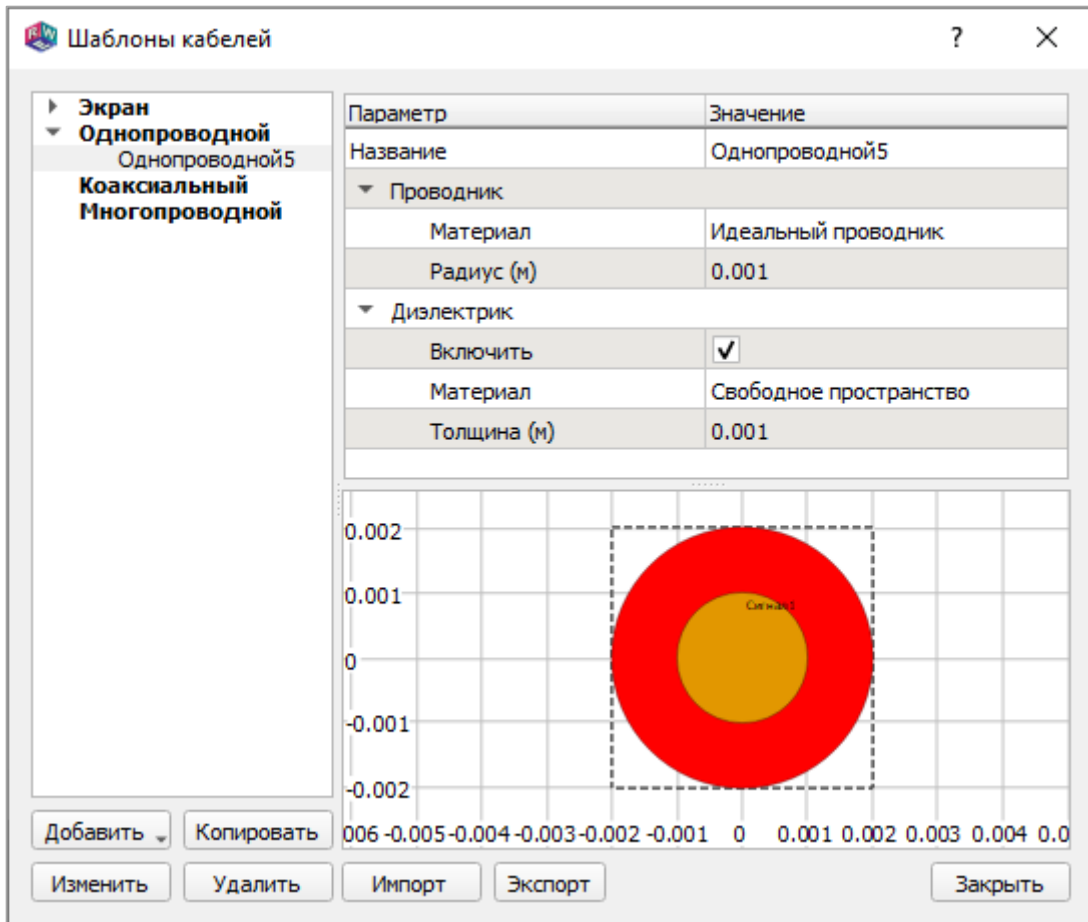 Шаблоны кабелей ?
Экран
Однопроводной
Однопроводной5
Коаксиальный
Многопроводной
Параметр Значение
Название Однопроводной5
Проводник
Материал Идеальный проводник
Радиус (м) 0.001
Диэлектрик
Включить
Материал Свободное пространство
Толщина (м) 0.001
0.002
0.001
Сигнал1
0
-0.001
-0.002
006 -0.005 -0.004 -0.003 -0.002 -0.001 0 0.001 0.002 0.003 0.004 0.0
Добавить Копировать
Изменить Удалить Импорт Экспорт Закрыть